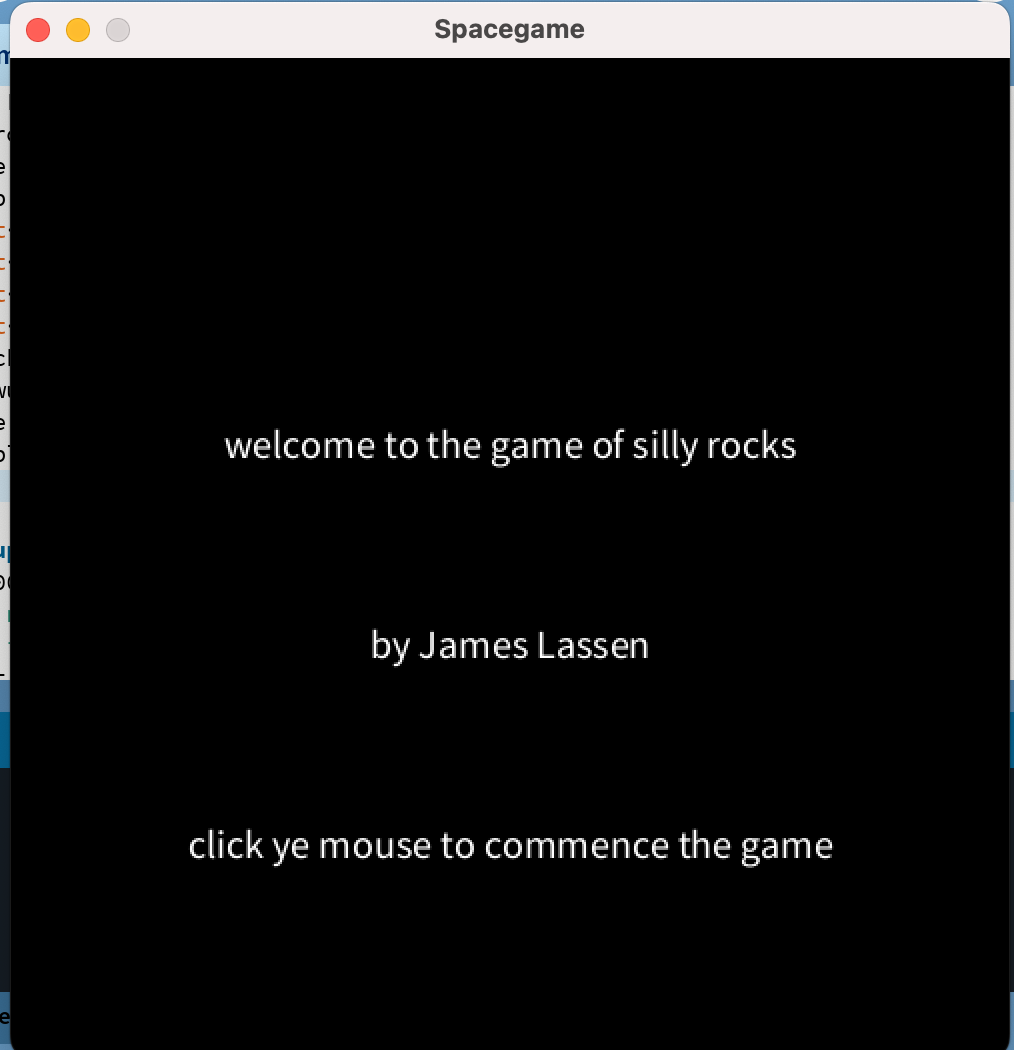 Spacegame
welcome to the game of silly rocks
by James Lassen
click ye mouse to commence the game